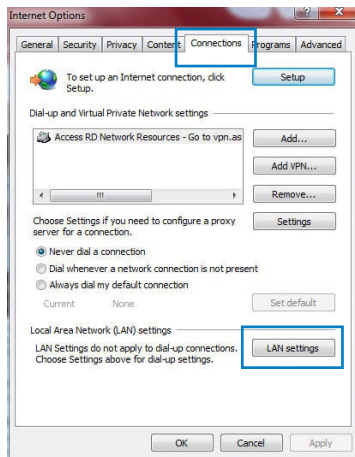 Internet Options
General Security Privacy Content Connections Programs Advanced
To set up an Internet connection, click
Setup.
Setup
Dial-up and Virtual Private Network settings
Access RD Network Resources - Go to vpn.as
Add...
Add VPN...
Remove...
Choose Settings if you need to configure a proxy
server for a connection.
Settings
Never dial a connection
Dial whenever a network connection is not present
Always dial my default connection
Current None
Set default
Local Area Network (LAN) settings
LAN Settings do not apply to dial-up connections.
Choose Settings above for dial-up settings.
LAN settings
OK Cancel Apply